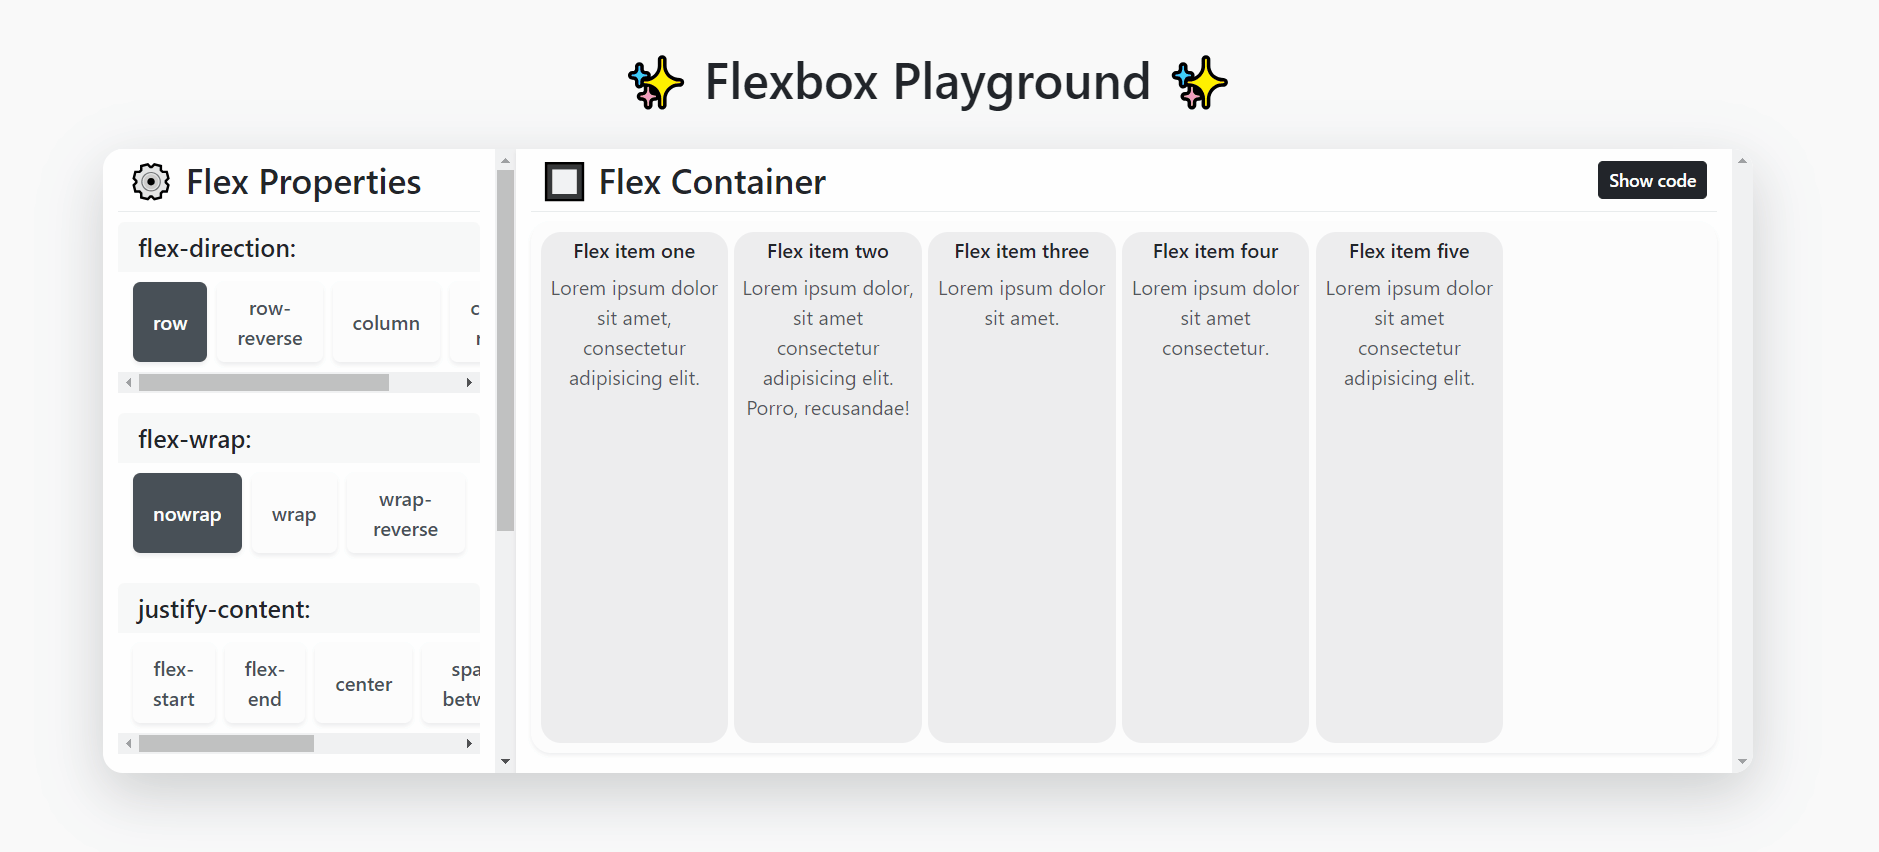 ✨ Flexbox Playground ✨
Flex Properties
flex-direction:
row
row-
reverse
column
flex-wrap:
nowrap
wrap
wrap-
reverse
justify-content:
flex-
start
flex-
end
center
Flex Container
Show code
Flex item one
Lorem ipsum dolor
sit amet,
consectetur
adipisicing elit.
Flex item two
Lorem ipsum dolor,
sit amet
consectetur
adipisicing elit.
Porro, recusandae!
Flex item three
Lorem ipsum dolor
sit amet.
Flex item four
Lorem ipsum dolor
sit amet
consectetur.
Flex item five
Lorem ipsum dolor
sit amet
consectetur
adipisicing elit.